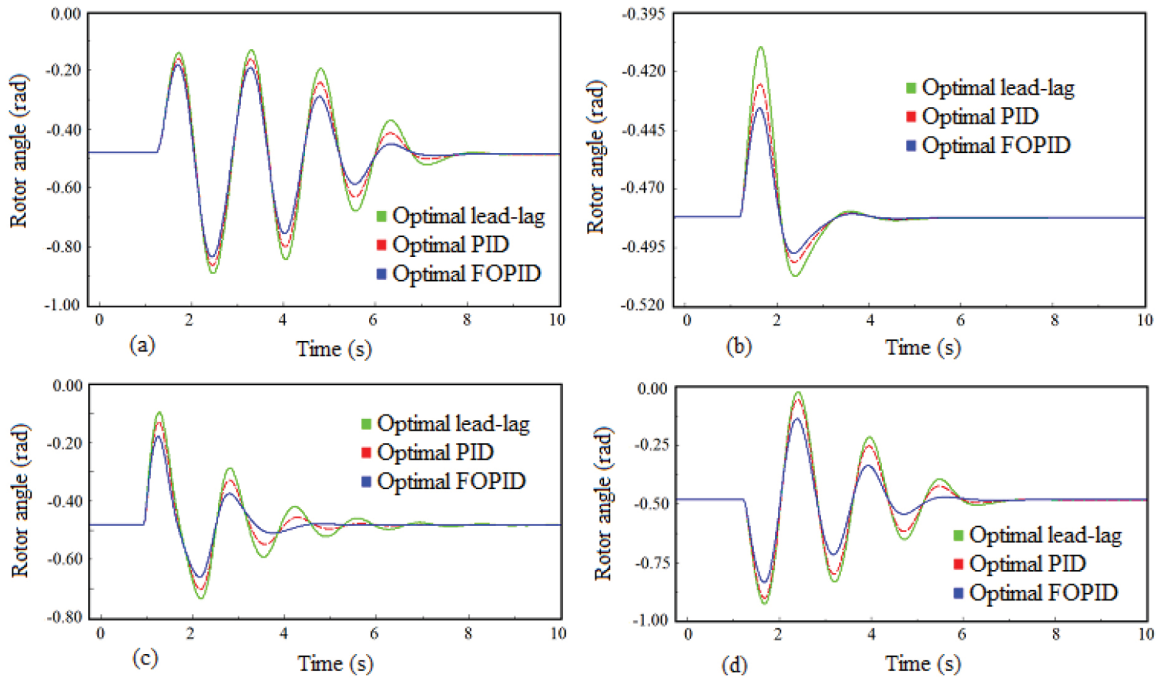 0.00
-0.20
-0.40
-0.60
-0.80
-1.00
Rotor angle (rad)
Optimal lead-lag
Optimal PID
Optimal FOPID
0 2 4 6 8 10
(a)
Time (s)
-0.395
-0.420
-0.445
-0.470
-0.495
-0.520
Rotor angle (rad)
Optimal lead-lag
Optimal PID
Optimal FOPID
0 2 4 6 8 10
(b)
Time (s)
0.00
-0.20
-0.40
-0.60
-0.80
Rotor angle (rad)
Optimal lead-lag
Optimal PID
Optimal FOPID
0 2 4 6 8 10
(c)
Time (s)
0.00
-0.25
-0.50
-0.75
-1.00
Rotor angle (rad)
Optimal lead-lag
Optimal PID
Optimal FOPID
0 2 4 6 8 10
(d)
Time (s)